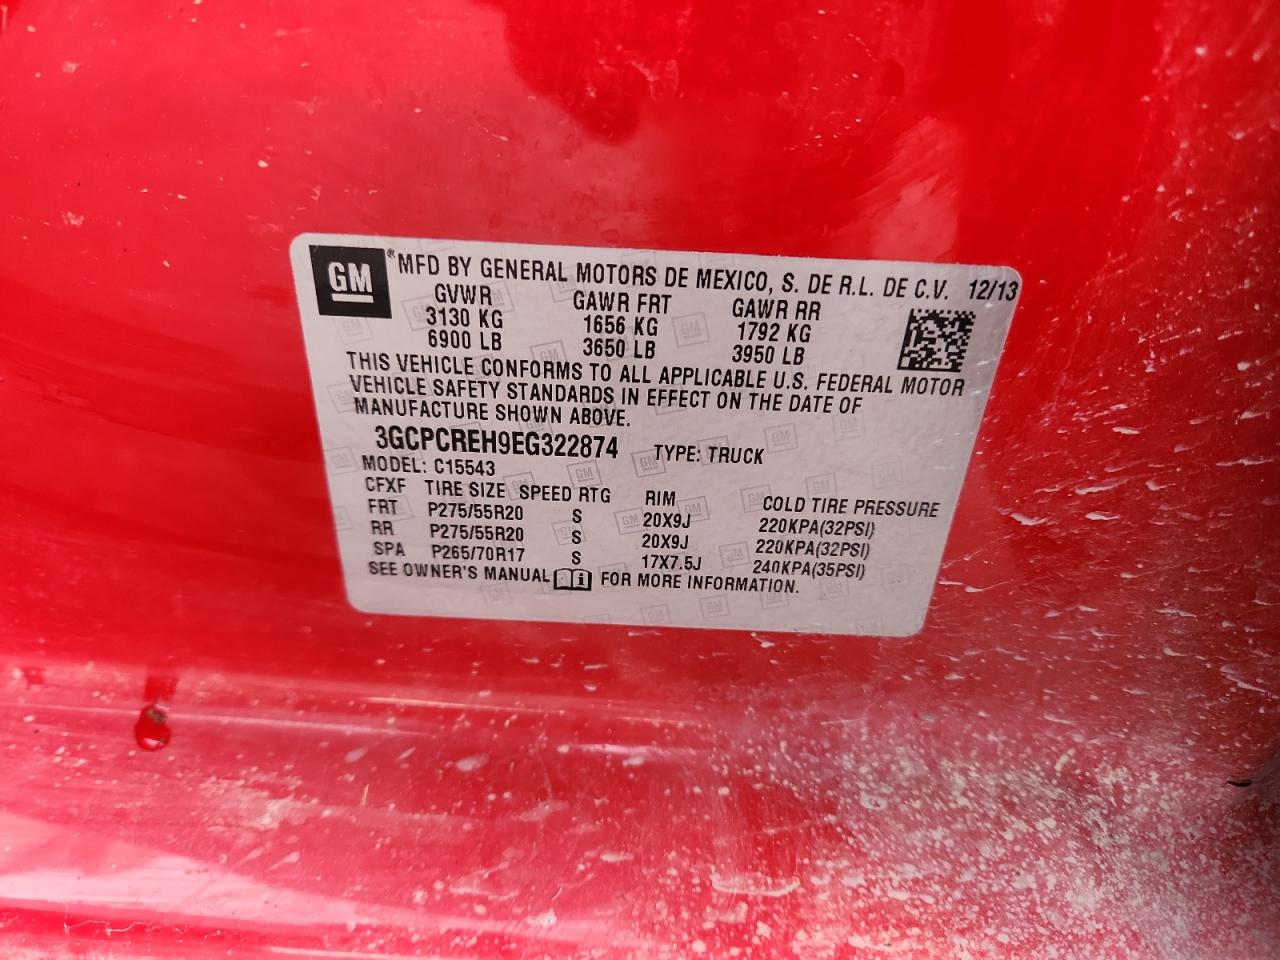 GM ® MFD BY GENERAL MOTORS DE MEXICO, S. DE R.L. DE C.V. 12/13
GVWR GAWR FRT GAWR RR
3130 KG 1656 KG 1792 KG
6900 LB 3650 LB 3950 LB
THIS VEHICLE CONFORMS TO ALL APPLICABLE U.S. FEDERAL MOTOR
VEHICLE SAFETY STANDARDS IN EFFECT ON THE DATE OF
MANUFACTURE SHOWN ABOVE.
3GCPCREH9EG322874 TYPE: TRUCK
MODEL: C15543
CFXF TIRE SIZE SPEED RTG RIM COLD TIRE PRESSURE
FRT P275/55R20 S 20X9J 220KPA(32PSI)
RR P275/55R20 S 20X9J 220KPA(32PSI)
SPA P265/70R17 S 17X7.5J 240KPA(35PSI)
SEE OWNER'S MANUAL i FOR MORE INFORMATION.